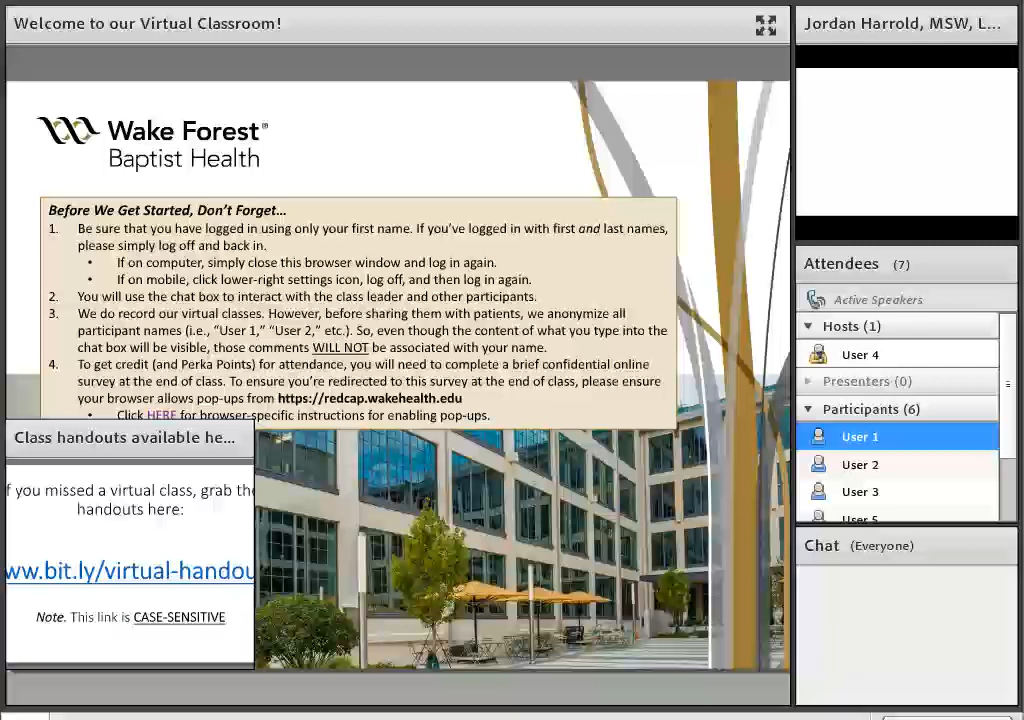 Welcome to our Virtual Classroom!
Jordan Harrold, MSW, L...
Wake Forest®
Baptist Health
Before We Get Started, Don't Forget...
1. Be sure that you have logged in using only your first name. If you've logged in with first and last names,
please simply log off and back in.
• If on computer, simply close this browser window and log in again.
• If on mobile, click lower-right settings icon, log off, and then log in again.
2. You will use the chat box to interact with the class leader and other participants.
3. We do record our virtual classes. However, before sharing them with patients, we anonymize all
participant names (i.e., “User 1,” “User 2,” etc.). So, even though the content of what you type into the
chat box will be visible, those comments WILL NOT be associated with your name.
4. To get credit (and Perka Points) for attendance, you will need to complete a brief confidential online
survey at the end of class. To ensure you're redirected to this survey at the end of class, please ensure
your browser allows pop-ups from https://redcap.wakehealth.edu
• Click HERE for browser-specific instructions for enabling pop-ups.
Class handouts available he...
f you missed a virtual class, grab the
handouts here:
ww.bit.ly/virtual-handou
Note. This link is CASE-SENSITIVE
Attendees (7)
Active Speakers
Hosts (1)
User 4
Presenters (0)
Participants (6)
User 1
User 2
User 3
User 5
Chat (Everyone)